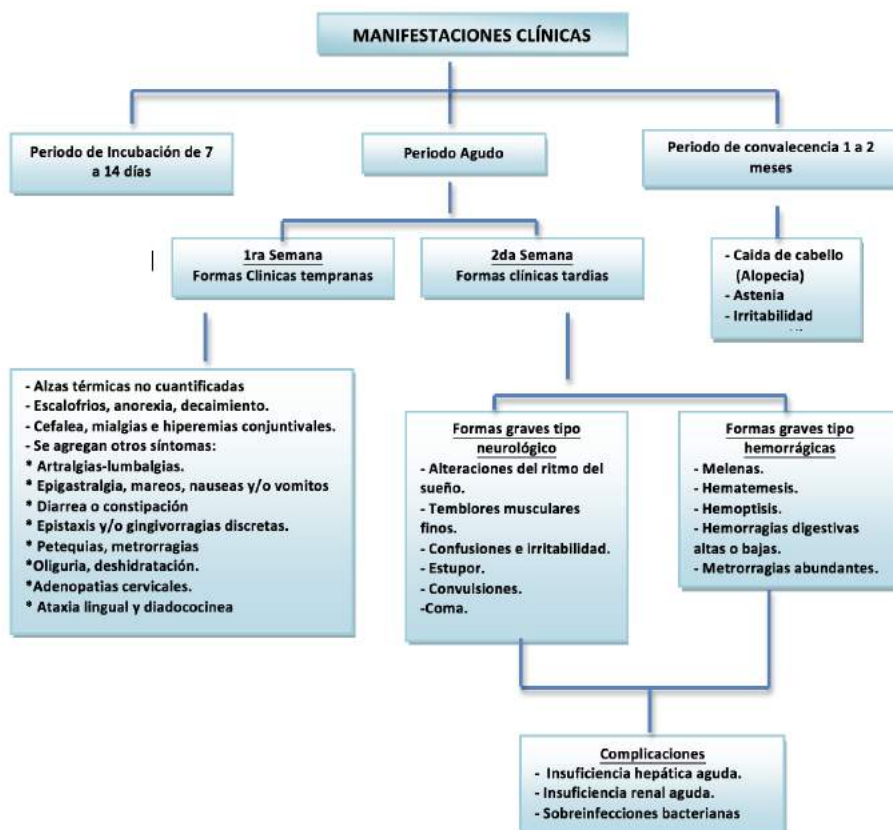 MANIFESTACIONES CLÍNICAS
Periodo de Incubación de 7
a 14 días
Periodo Agudo
Periodo de convalecencia 1 a 2
meses
1ra Semana
Formas Clinicas tempranas
2da Semana
Formas clínicas tardias
- Caida de cabello
(Alopecia)
- Astenia
- Irritabilidad
- Alzas térmicas no cuantificadas
- Escalofrios, anorexia, decaimiento.
- Cefalea, mialgias e hiperemias conjuntivales.
- Se agregan otros síntomas:
* Artralgias-lumbalgias.
* Epigastralgia, mareos, nauseas y/o vomitos
* Diarrea o constipación
* Epistaxis y/o gingivorragias discretas.
* Petequias, metrorragias
*Oliguria, deshidratación.
*Adenopatias cervicales.
* Ataxia lingual y diadococinea
Formas graves tipo
neurológico
- Alteraciones del ritmo del
sueño.
- Temblores musculares
finos.
- Confusiones e irritabilidad.
- Estupor.
- Convulsiones.
-Coma.
Formas graves tipo
hemorrágicas
- Melenas.
- Hematemesis.
- Hemoptisis.
- Hemorragias digestivas
altas o bajas.
- Metrorragias abundantes.
Complicaciones
- Insuficiencia hepática aguda.
- Insuficiencia renal aguda.
- Sobreinfecciones bacterianas